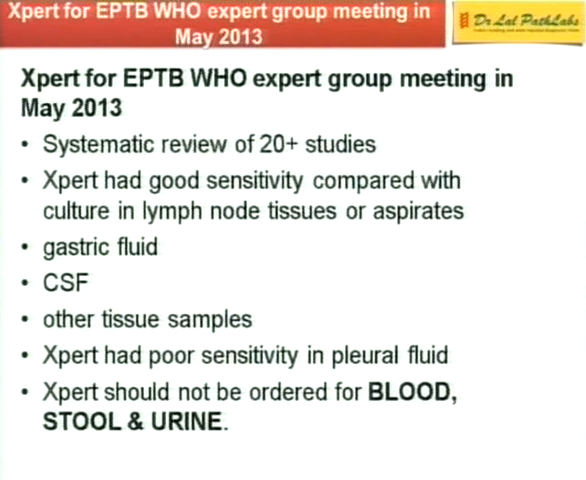 Xpert for EPTB WHO expert group meeting in
May 2013
Dr Lal PathLabs
Xpert for EPTB WHO expert group meeting in
May 2013
• Systematic review of 20+ studies
• Xpert had good sensitivity compared with
culture in lymph node tissues or aspirates
• gastric fluid
• CSF
• other tissue samples
• Xpert had poor sensitivity in pleural fluid
• Xpert should not be ordered for BLOOD,
STOOL & URINE.